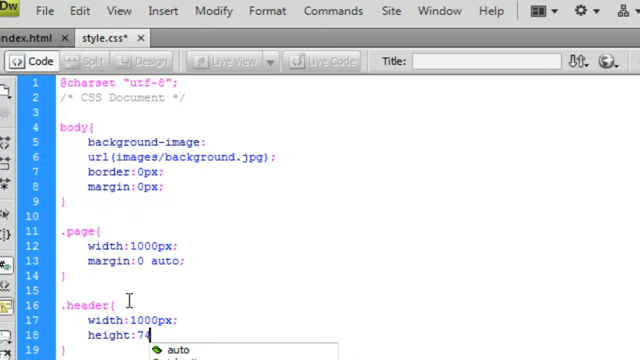 Dw Edit View Insert Modify Format Commands Site Window Help
index.html × style.css* ×
Code Split Design Live View Live Code Title:
1 @charset "utf-8";
2 /* CSS Document */
3
4 body{
5 background-image:
6 url(images/background.jpg);
7 border:0px;
8 margin:0px;
9 }
10
11 .page{
12 width:1000px;
13 margin:0 auto;
14 }
15
16 .header{
17 width:1000px;
18 height:74
19 }
auto